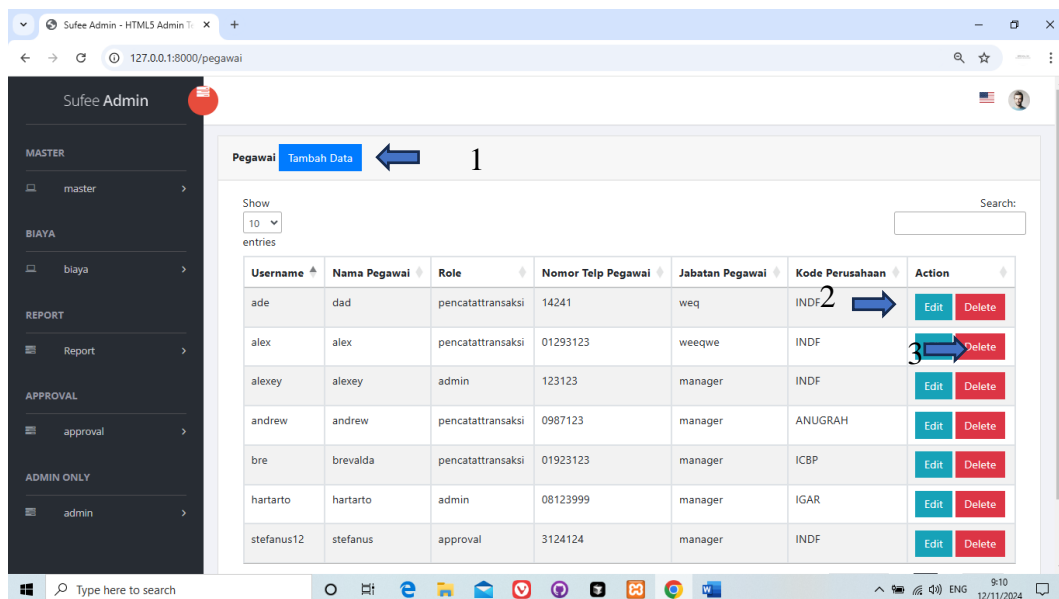 Sufee Admin - HTML5 Admin Te
127.0.0.1:8000/pegawai
Sufee Admin
MASTER
master
BIAYA
biaya
REPORT
Report
APPROVAL
approval
ADMIN ONLY
admin
Pegawai Tambah Data 1
Show
10
entries
Search:
Username Nama Pegawai Role Nomor Telp Pegawai Jabatan Pegawai Kode Perusahaan Action
ade dad pencatattransaksi 14241 weq INDF 2 Edit Delete
alex alex pencatattransaksi 01293123 weeqwe INDF 3 Delete
alexey alexey admin 123123 manager INDF Edit Delete
andrew andrew pencatattransaksi 0987123 manager ANUGRAH Edit Delete
bre brevalda pencatattransaksi 01923123 manager ICBP Edit Delete
hartarto hartarto admin 08123999 manager IGAR Edit Delete
stefanus12 stefanus approval 3124124 manager INDF Edit Delete
Type here to search
ENG
9:10
12/11/2024